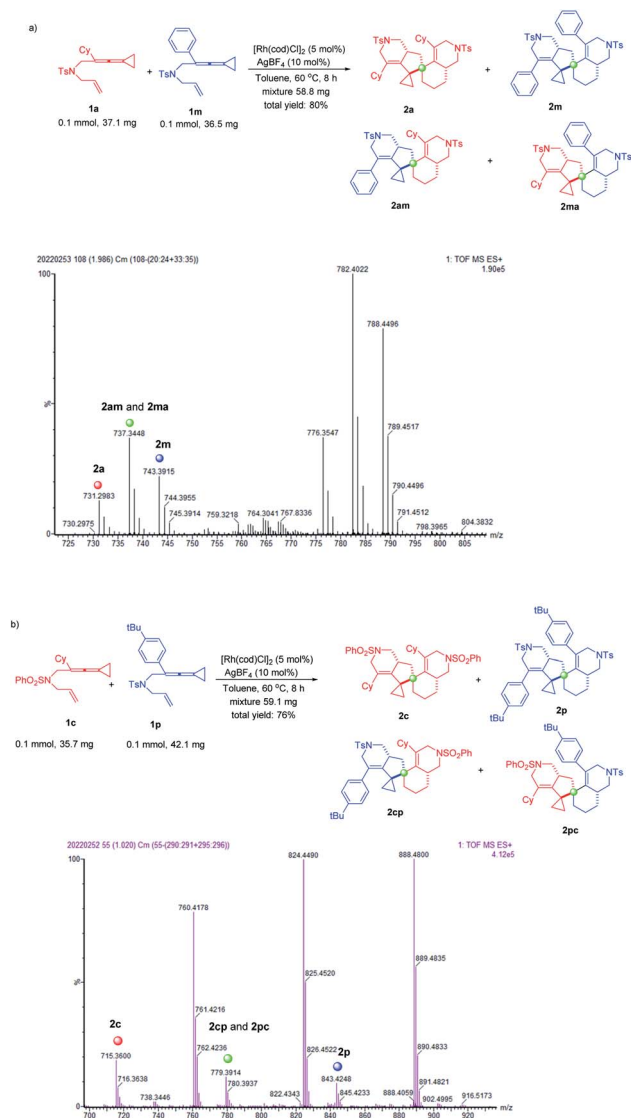 a)
Cy
TsN
1a
0.1 mmol, 37.1 mg
+
TsN
1m
0.1 mmol, 36.5 mg
[Rh(cod)Cl]2 (5 mol%)
AgBF4 (10 mol%)
Toluene, 60 °C, 8 h
mixture 58.8 mg
total yield: 80%
TsN
Cy
NTs
Cy
2a
+
TsN
NTs
2m
TsN
Cy
NTs
2am
+
TsN
NTs
Cy
2ma
20220253 108 (1.986) Cm (108-(20:24+33:35))
1: TOF MS ES+
1.90e5
100
%
0
782.4022
788.4496
2am and 2ma
737.3448
2m
743.3915
2a
731.2983
776.3547
789.4517
730.2975
744.3955
745.3914
759.3218
764.3041
767.8336
790.4496
791.4512
798.3965
804.3832
725 730 735 740 745 750 755 760 765 770 775 780 785 790 795 800 805
m/z
b)
Cy
PhO2S
N
1c
0.1 mmol, 35.7 mg
+
tBu
TsN
1p
0.1 mmol, 42.1 mg
[Rh(cod)Cl]2 (5 mol%)
AgBF4 (10 mol%)
Toluene, 60 °C, 8 h
mixture 59.1 mg
total yield: 76%
PhO2SN
Cy
NSO2Ph
Cy
2c
+
tBu
TsN
NTs
tBu
2p
TsN
Cy
NSO2Ph
tBu
2cp
+
tBu
PhO2SN
NTs
Cy
2pc
20220252 55 (1.020) Cm (55-(290:291+295:296))
1: TOF MS ES+
4.12e5
100
%
0
824.4490
888.4800
760.4178
889.4835
825.4520
761.4216
2c
715.3600
716.3638
738.3446
762.4236
2cp and 2pc
779.3914
780.3937
826.4522
822.4343
2p
843.4248
845.4233
890.4833
888.4059
891.4821
902.4995
916.5173
700 720 740 760 780 800 820 840 860 880 900 920
m/z